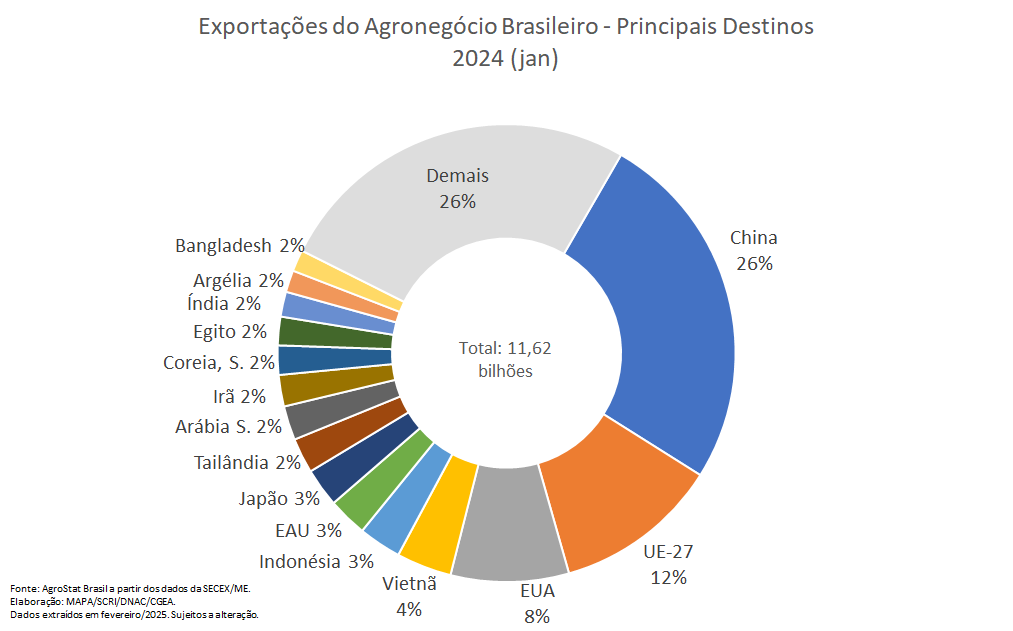 Exportações do Agronegócio Brasileiro - Principais Destinos
2024 (jan)
Demais
26%
China
26%
Bangladesh 2%
Argélia 2%
Índia 2%
Egito 2%
Coreia, S. 2%
Irã 2%
Arábia S. 2%
Tailândia 2%
Japão 3%
EAU 3%
Indonésia 3%
Vietnã
4%
EUA
8%
UE-27
12%
Total: 11,62
bilhões
Fonte: AgroStat Brasil a partir dos dados da SECEX/ME.
Elaboração: MAPA/SCRI/DNAC/CGEA.
Dados extraídos em fevereiro/2025. Sujeitos a alteração.